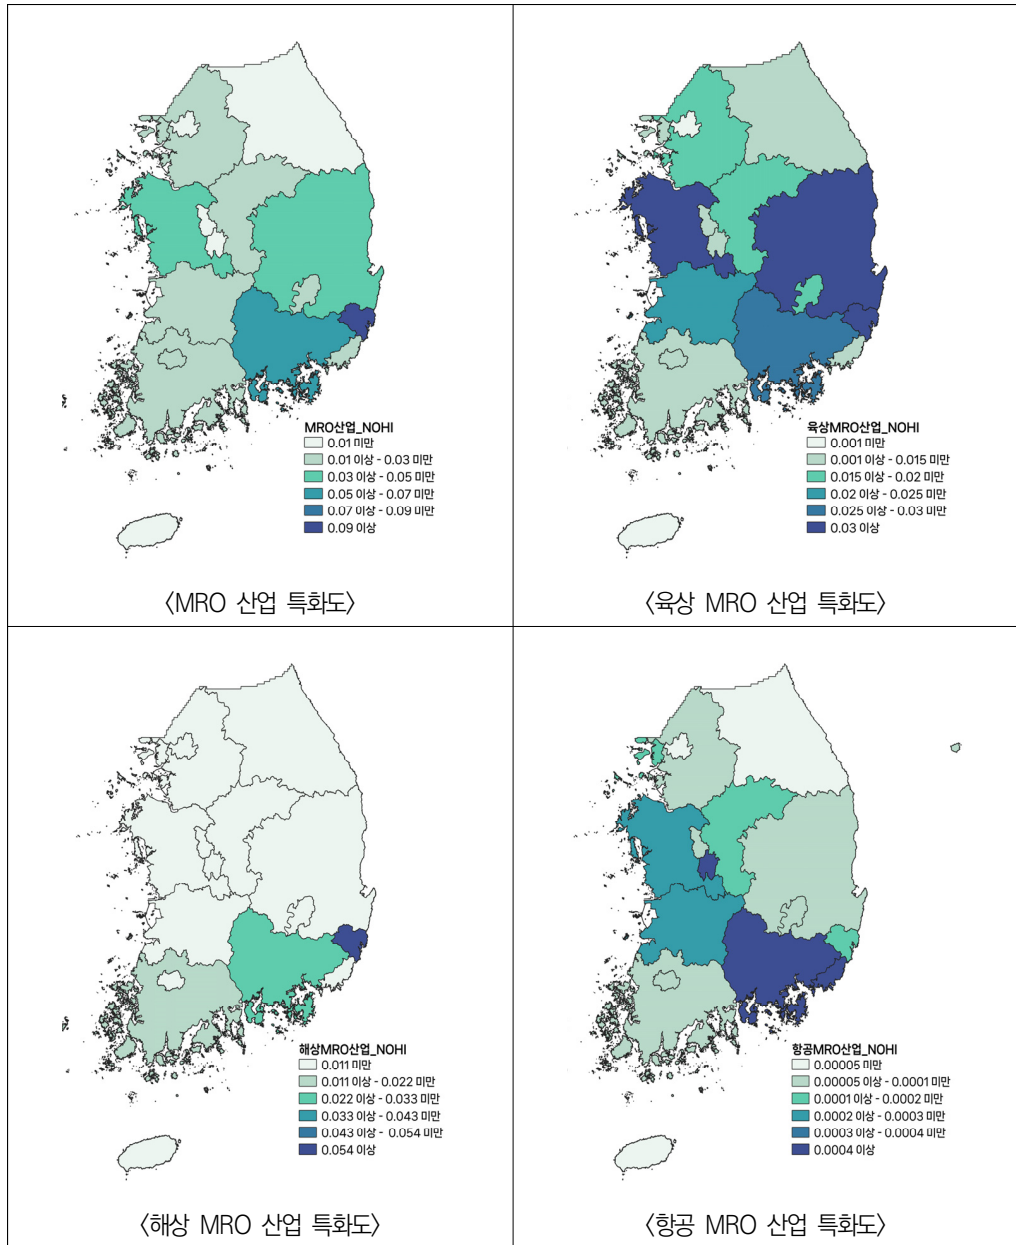 MRO산업_NOHI
0.01 미만
0.01 이상 - 0.03 미만
0.03 이상 - 0.05 미만
0.05 이상 - 0.07 미만
0.07 이상 - 0.09 미만
0.09 이상
〈MRO 산업 특화도〉
육상MRO산업_NOHI
0.001 미만
0.001 이상 - 0.015 미만
0.015 이상 - 0.02 미만
0.02 이상 - 0.025 미만
0.025 이상 - 0.03 미만
0.03 이상
〈육상 MRO 산업 특화도〉
해상MRO산업_NOHI
0.011 미만
0.011 이상 - 0.022 미만
0.022 이상 - 0.033 미만
0.033 이상 - 0.043 미만
0.043 이상 - 0.054 미만
0.054 이상
〈해상 MRO 산업 특화도〉
항공MRO산업_NOHI
0.00005 미만
0.00005 이상 - 0.0001 미만
0.0001 이상 - 0.0002 미만
0.0002 이상 - 0.0003 미만
0.0003 이상 - 0.0004 미만
0.0004 이상
〈항공 MRO 산업 특화도〉